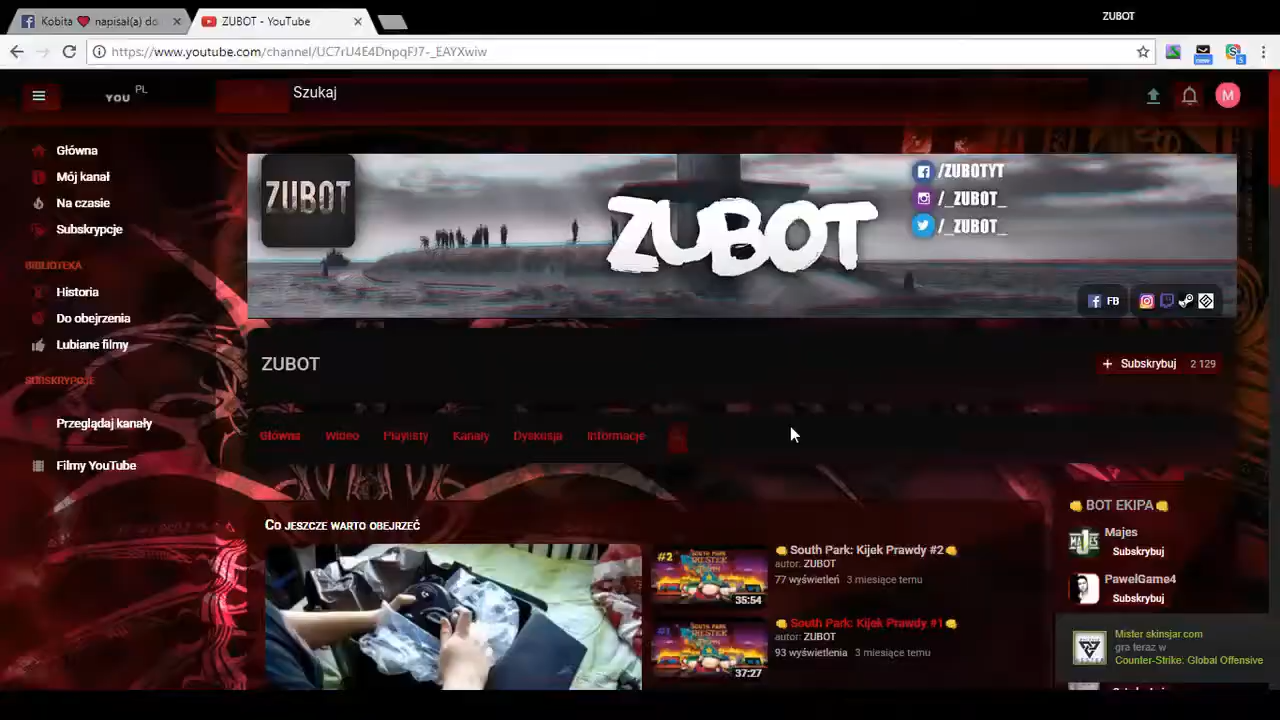 Kobita ❤ napisał(a) do
ZUBOT - YouTube
ZUBOT
https://www.youtube.com/channel/UC7rU4E4DnpqFJ7-_EAYXwiw
new
5
YOU PL
Szukaj
M
Główna
Mój kanał
Na czasie
Subskrypcje
BIBLIOTEKA
Historia
Do obejrzenia
Lubiane filmy
SUBSKRYPCJE
Przeglądaj kanały
Filmy YouTube
ZUBOT
ZUBOT
/ZUBOTYT
/_ZUBOT_
/_ZUBOT_
FB
ZUBOT
+ Subskrybuj 2 129
Główna Wideo Playlisty Kanały Dyskusja Informacje
Co jeszcze warto obejrzeć
#2
35:54
👊South Park: Kijek Prawdy #2👊
autor: ZUBOT
77 wyświetleń 3 miesiące temu
#1
37:27
👊South Park: Kijek Prawdy #1👊
autor: ZUBOT
93 wyświetlenia 3 miesiące temu
👊BOT EKIPA👊
MAJES
Majes
Subskrybuj
PawelGame4
Subskrybuj
Mister skinsjar.com
gra teraz w
Counter-Strike: Global Offensive